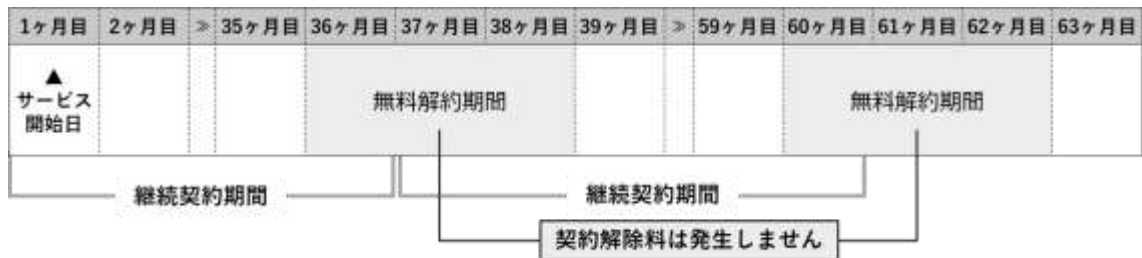 1ヶ月目 2ヶ月目 ≫ 35ヶ月目 36ヶ月目 37ヶ月目 38ヶ月目 39ヶ月目 ≫ 59ヶ月目 60ヶ月目 61ヶ月目 62ヶ月目 63ヶ月目
▲
サービス
開始日
無料解約期間 無料解約期間
継続契約期間 継続契約期間
契約解除料は発生しません